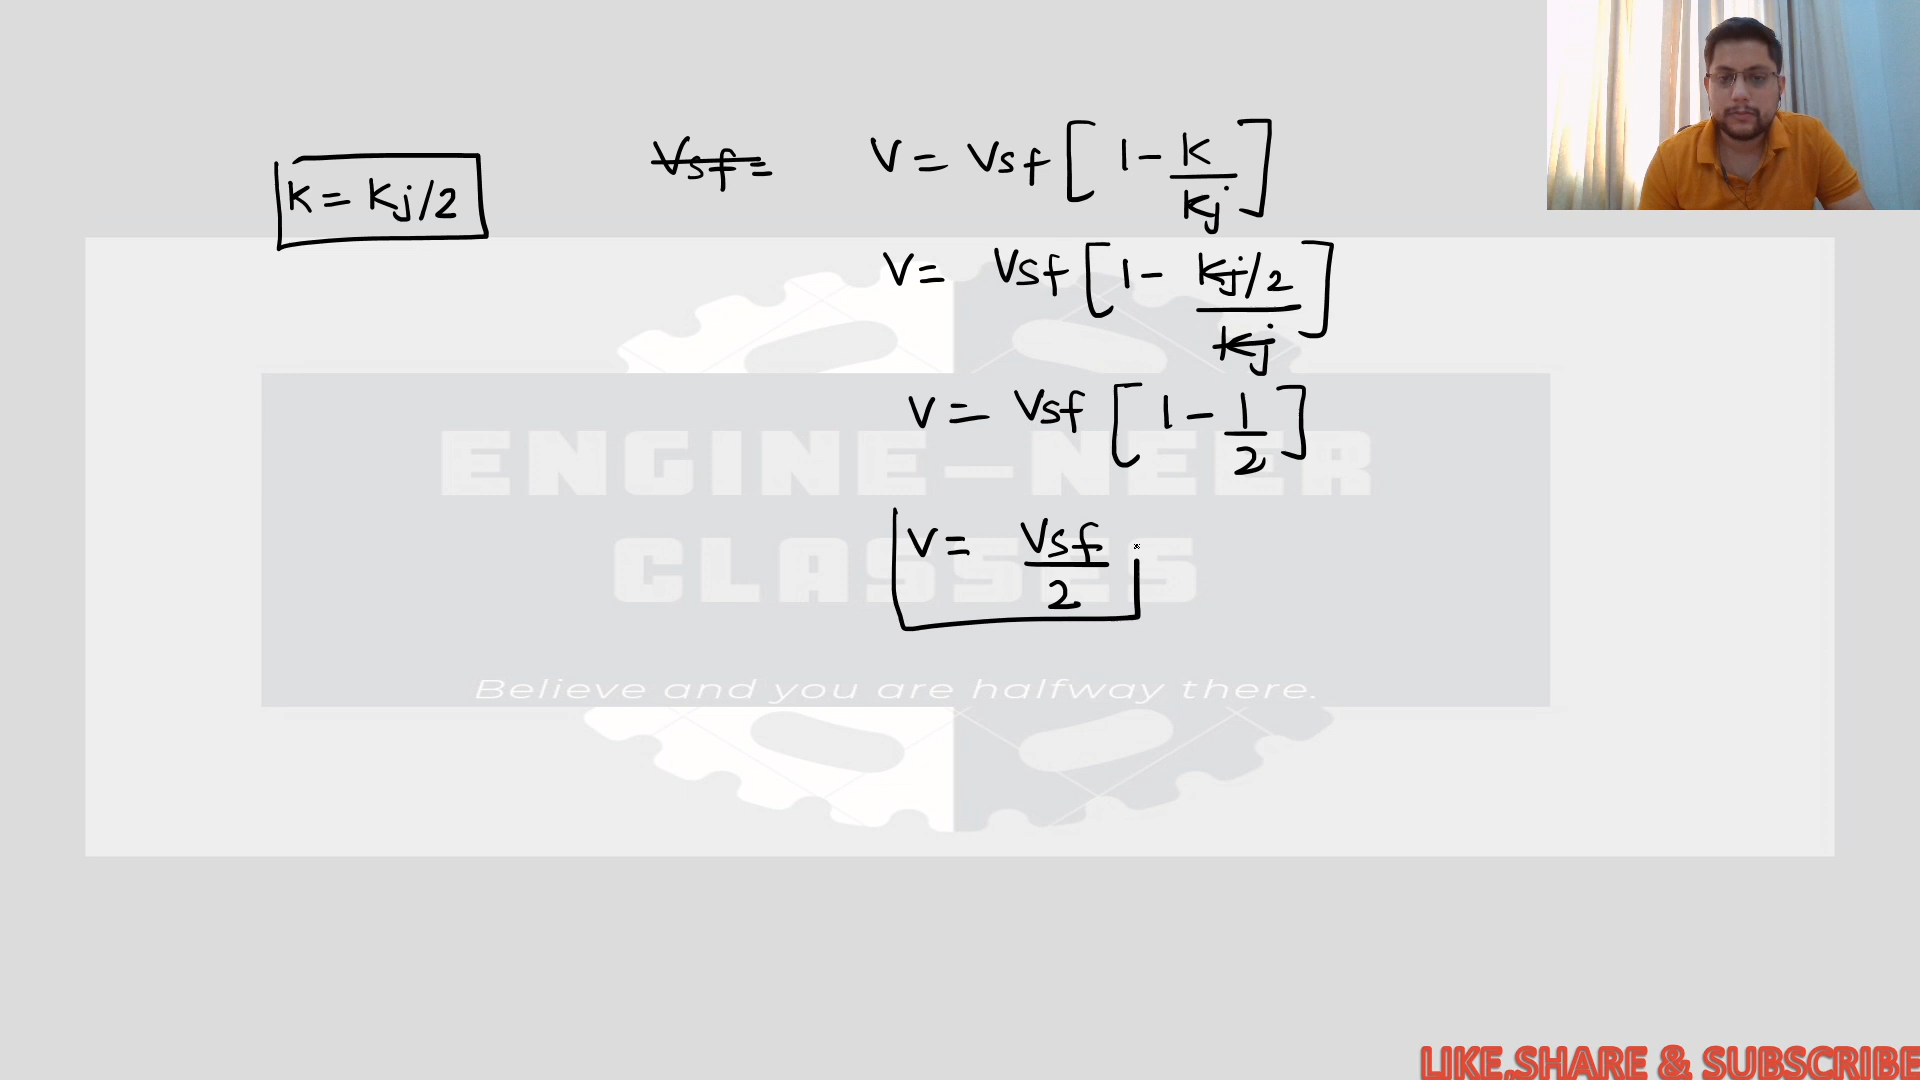 K = Kj/2
Vsf =
V = Vsf [ 1 - K/Kj ]
V = Vsf [ 1 - Kj/2 / Kj ]
V = Vsf [ 1 - 1/2 ]
V = Vsf/2
ENGINE-NEER
CLASSES
Believe and you are halfway there.
LIKE,SHARE & SUBSCRIBE